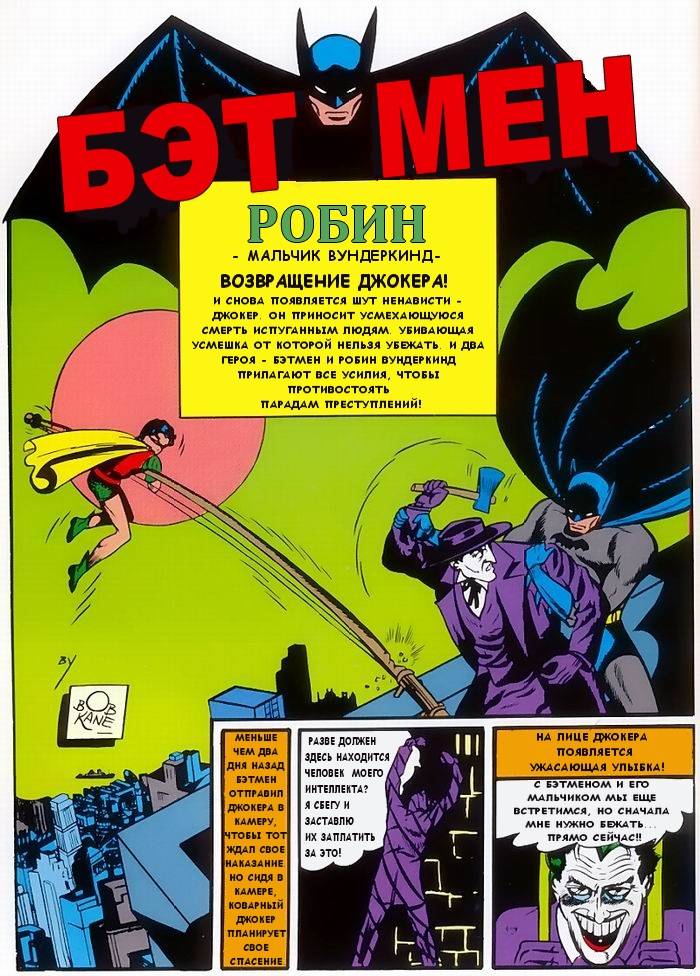 БЭТМЕН
РОБИН
- МАЛЬЧИК ВУНДЕРКИНД-
ВОЗВРАЩЕНИЕ ДЖОКЕРА!
И СНОВА ПОЯВЛЯЕТСЯ ШУТ НЕНАВИСТИ -
ДЖОКЕР. ОН ПРИНОСИТ УСМЕХАЮЩУЮСЯ
СМЕРТЬ ИСПУГАННЫМ ЛЮДЯМ. УБИВАЮЩАЯ
УСМЕШКА ОТ КОТОРОЙ НЕЛЬЗЯ УБЕЖАТЬ. И ДВА
ГЕРОЯ - БЭТМЕН И РОБИН ВУНДЕРКИНД
ПРИЛАГАЮТ ВСЕ УСИЛИЯ, ЧТОБЫ
ПРОТИВОСТОЯТЬ
ПАРАДАМ ПРЕСТУПЛЕНИЙ!
BY
BOB
KANE
МЕНЬШЕ
ЧЕМ ДВА
ДНЯ НАЗАД
БЭТМЕН
ОТПРАВИЛ
ДЖОКЕРА В
КАМЕРУ,
ЧТОБЫ ТОТ
ЖДАЛ СВОЕ
НАКАЗАНИЕ.
НО СИДЯ В
КАМЕРЕ,
КОВАРНЫЙ
ДЖОКЕР
ПЛАНИРУЕТ
СВОЕ
СПАСЕНИЕ.
РАЗВЕ ДОЛЖЕН
ЗДЕСЬ НАХОДИТСЯ
ЧЕЛОВЕК МОЕГО
ИНТЕЛЛЕКТА?
Я СБЕГУ И
ЗАСТАВЛЮ
ИХ ЗАПЛАТИТЬ
ЗА ЭТО!
НА ЛИЦЕ ДЖОКЕРА
ПОЯВЛЯЕТСЯ
УЖАСАЮЩАЯ УЛЫБКА!
С БЭТМЕНОМ И ЕГО
МАЛЬЧИКОМ МЫ ЕЩЕ
ВСТРЕТИМСЯ, НО СНАЧАЛА
МНЕ НУЖНО БЕЖАТЬ...
ПРЯМО СЕЙЧАС!!